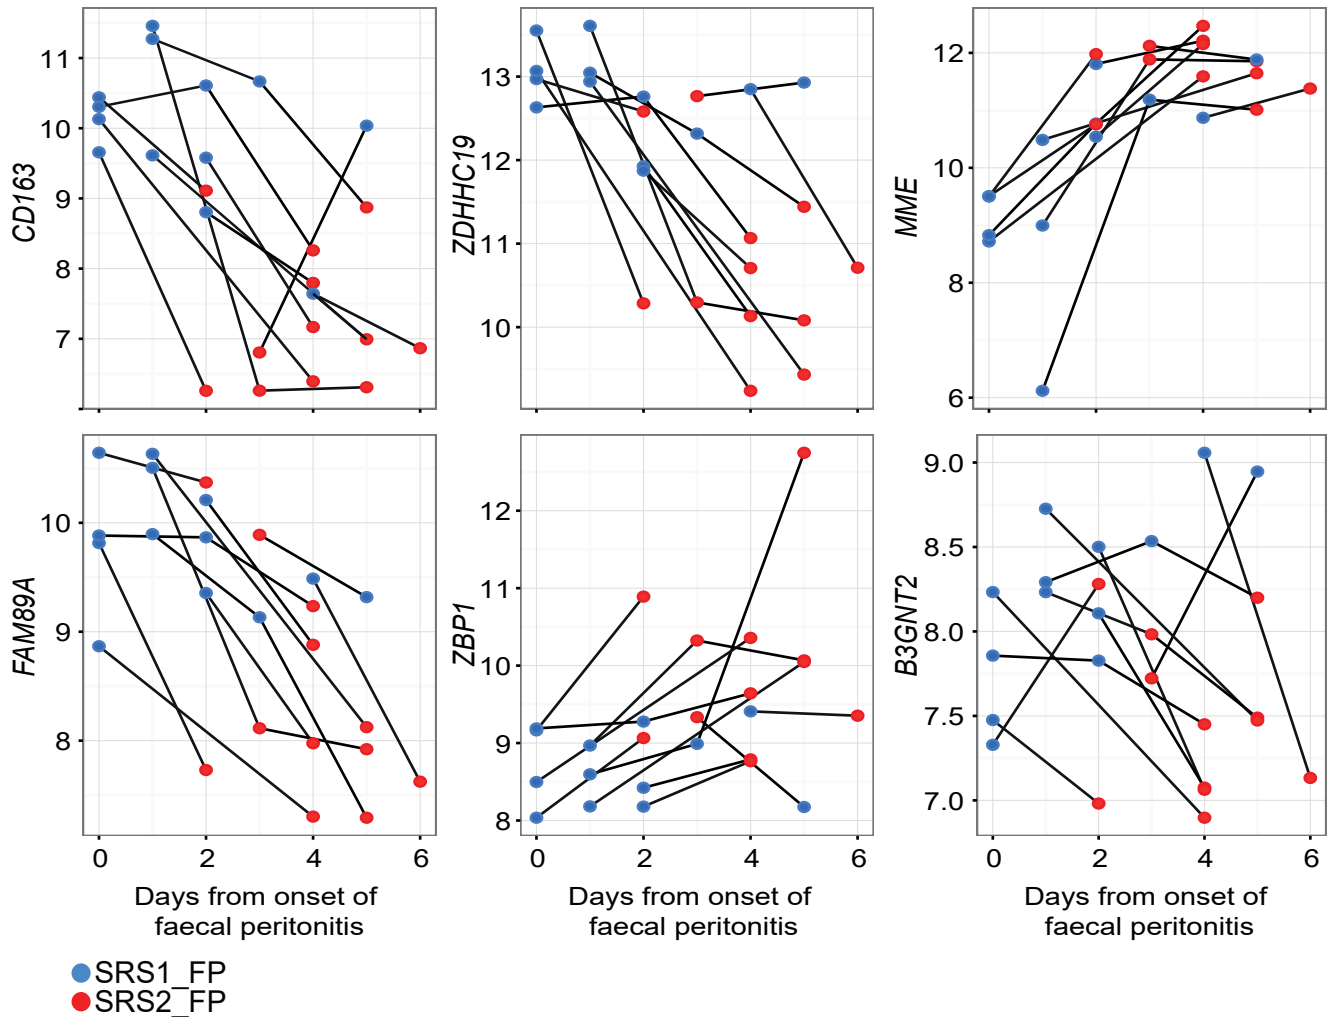 CD163
11
10
9
8
7
ZDHHC19
13
12
11
10
MME
12
10
8
6
FAM89A
10
9
8
0 2 4 6
Days from onset of
faecal peritonitis
ZBP1
12
11
10
9
8
0 2 4 6
Days from onset of
faecal peritonitis
B3GNT2
9.0
8.5
8.0
7.5
7.0
0 2 4 6
Days from onset of
faecal peritonitis
SRS1_FP
SRS2_FP